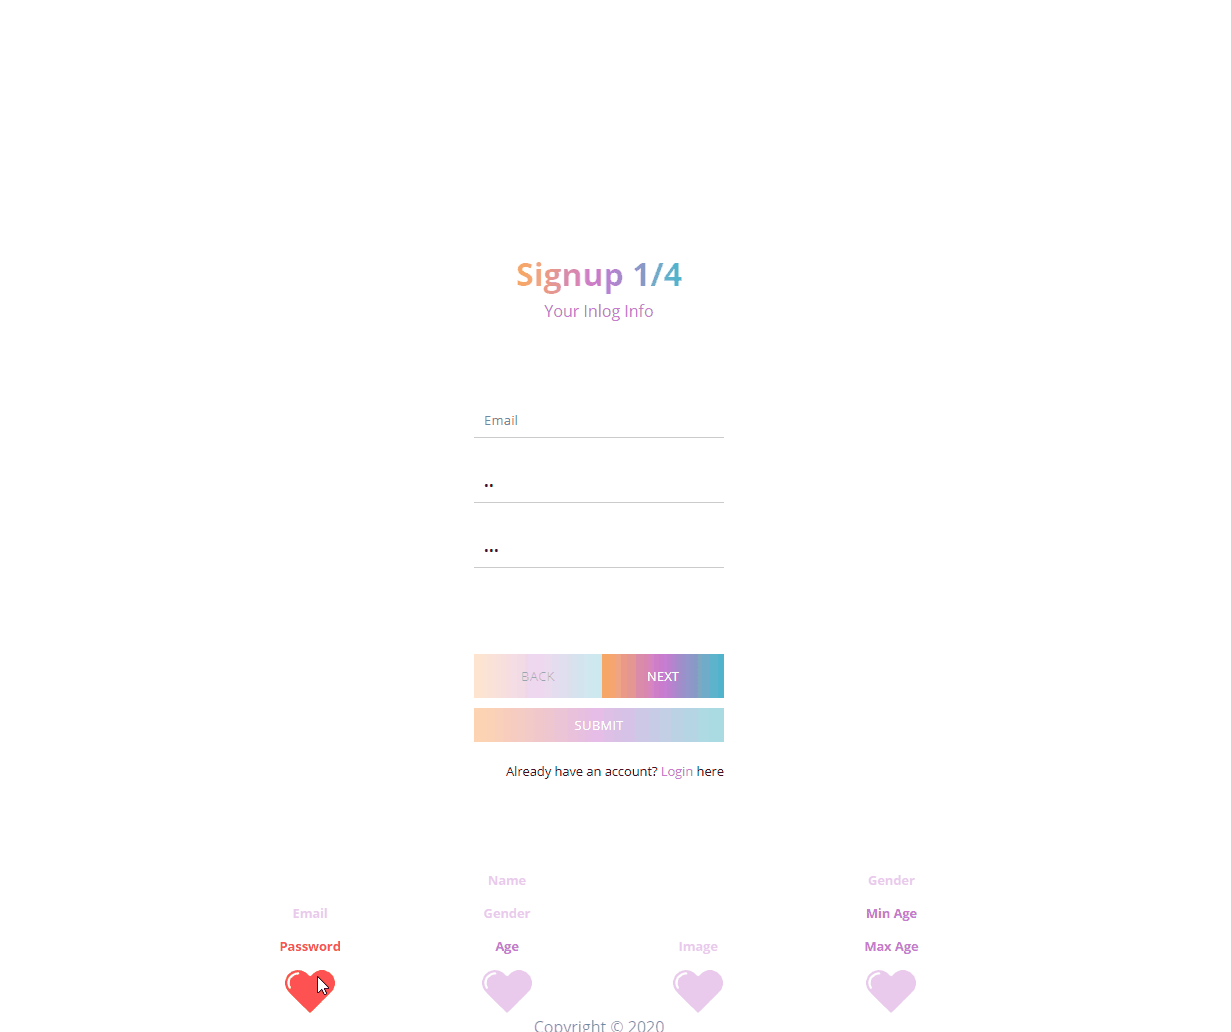 Signup 1/4
Your Inlog Info
Email
BACK NEXT
SUBMIT
Already have an account? Login here
Name Gender
Email Gender Min Age
Password Age Image Max Age
Copyright © 2020